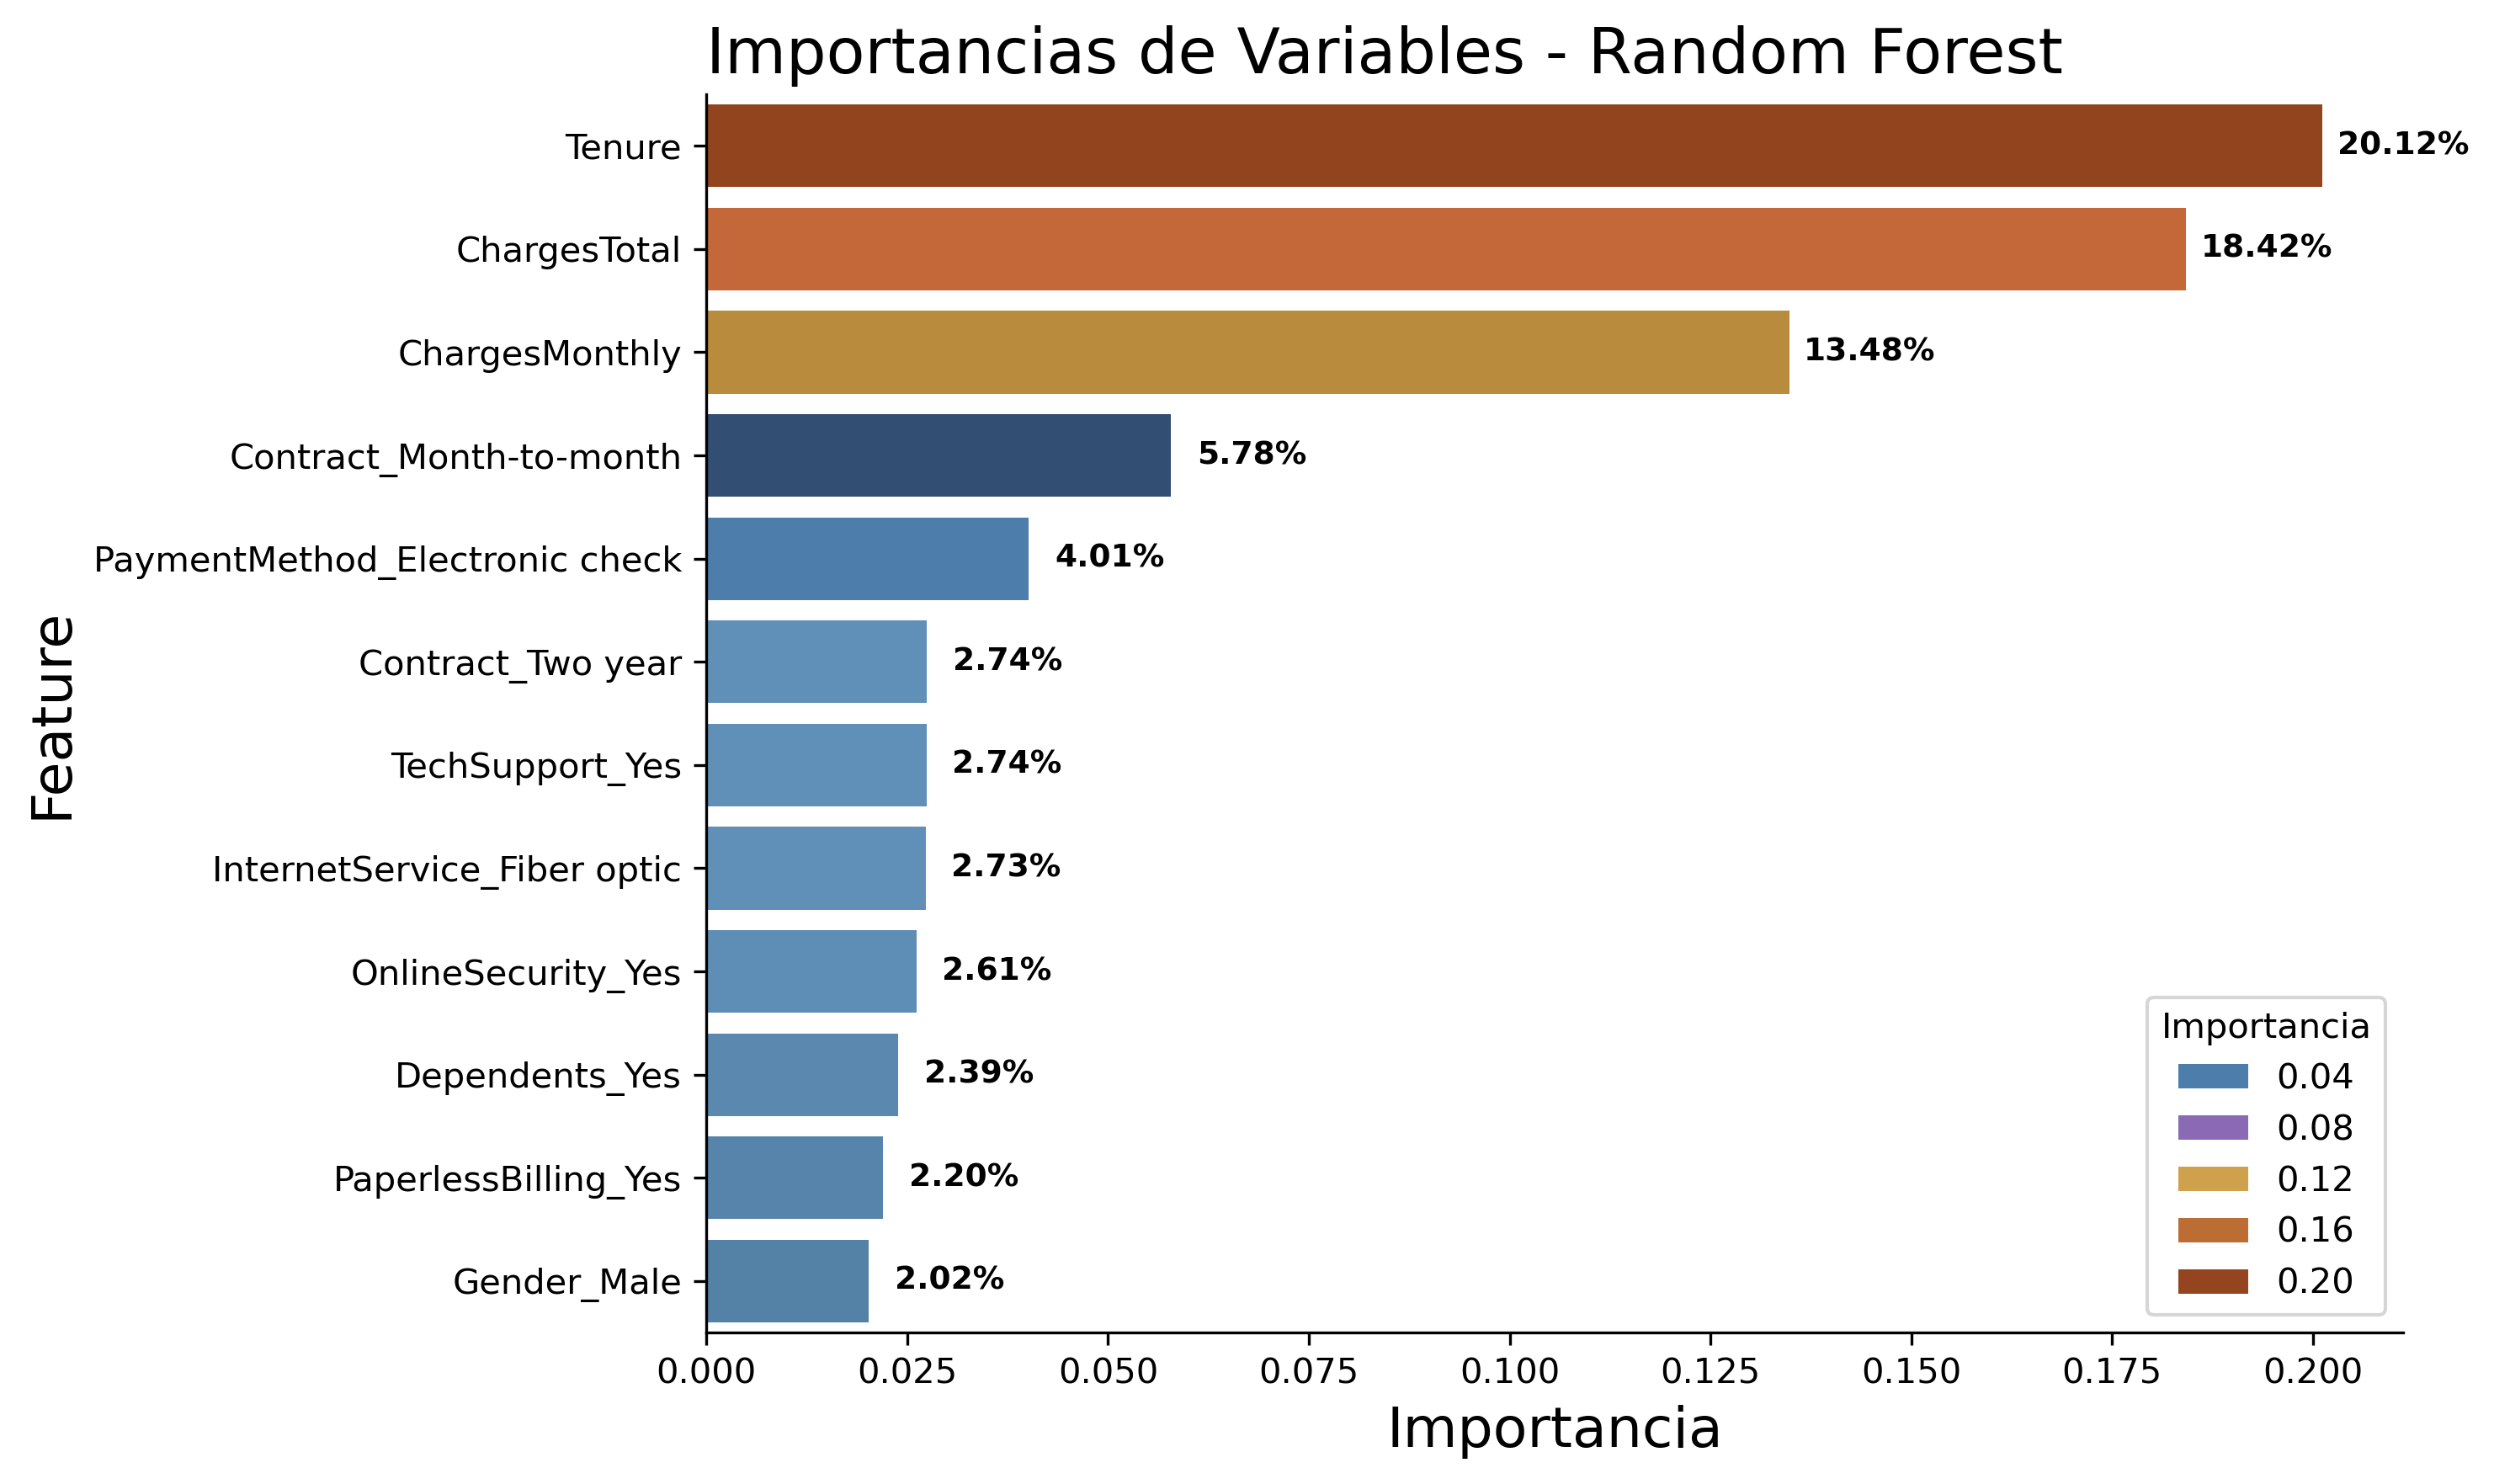 Importancias de Variables - Random Forest
Feature
Tenure 20.12%
ChargesTotal 18.42%
ChargesMonthly 13.48%
Contract_Month-to-month 5.78%
PaymentMethod_Electronic check 4.01%
Contract_Two year 2.74%
TechSupport_Yes 2.74%
InternetService_Fiber optic 2.73%
OnlineSecurity_Yes 2.61%
Dependents_Yes 2.39%
PaperlessBilling_Yes 2.20%
Gender_Male 2.02%
Importancia
0.04
0.08
0.12
0.16
0.20
0.000 0.025 0.050 0.075 0.100 0.125 0.150 0.175 0.200
Importancia